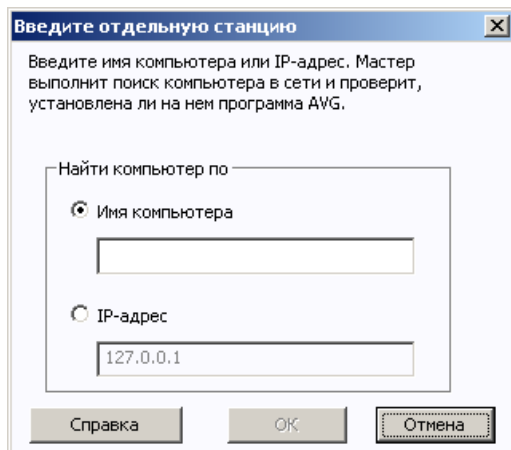 Введите отдельную станцию
Введите имя компьютера или IP-адрес. Мастер
выполнит поиск компьютера в сети и проверит,
установлена ли на нем программа AVG.
Найти компьютер по
Имя компьютера
IP-адрес
127.0.0.1
Справка ОК Отмена